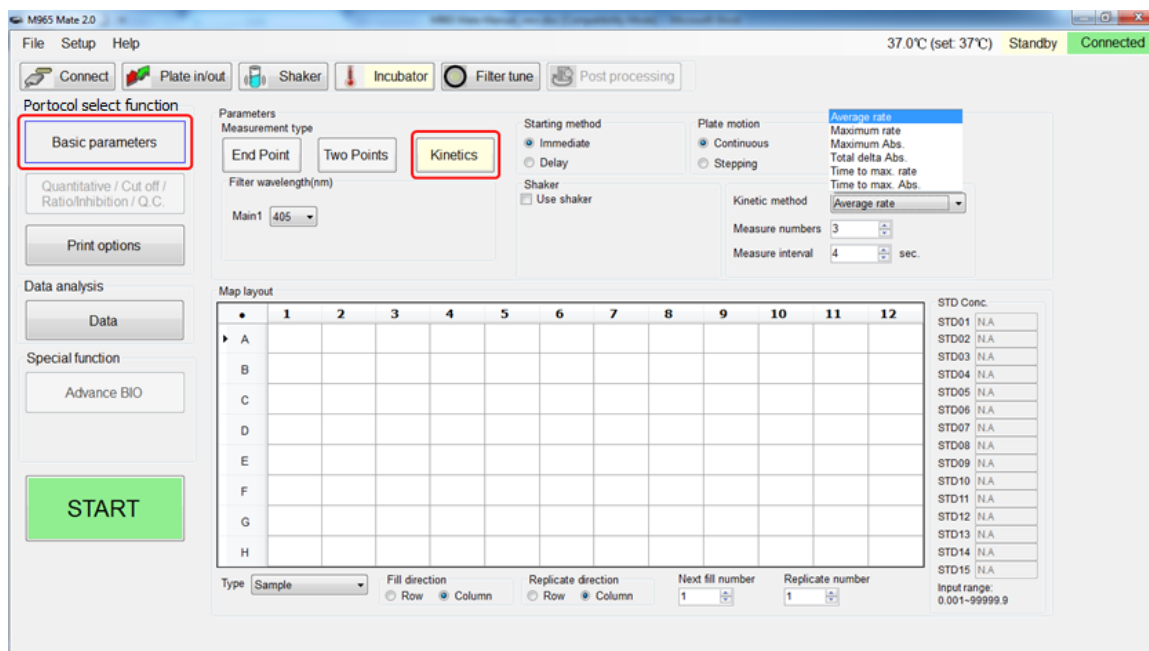 M965 Mate 2.0
File Setup Help
37.0℃ (set: 37℃) Standby Connected
Connect Plate in/out Shaker Incubator Filter tune Post processing
Portocol select function
Basic parameters
Quantitative / Cut off /
Ratio/Inhibition / Q.C.
Print options
Data analysis
Data
Special function
Advance BIO
START
Parameters
Measurement type
End Point Two Points Kinetics
Filter wavelength(nm)
Main1 405
Starting method
Immediate
Delay
Shaker
Use shaker
Plate motion
Continuous
Stepping
Average rate
Maximum rate
Maximum Abs.
Total delta Abs.
Time to max. rate
Time to max. Abs.
Kinetic method Average rate
Measure numbers 3
Measure interval 4 sec.
Map layout
• 1 2 3 4 5 6 7 8 9 10 11 12
A
B
C
D
E
F
G
H
STD Conc.
STD01 N.A
STD02 N.A
STD03 N.A
STD04 N.A
STD05 N.A
STD06 N.A
STD07 N.A
STD08 N.A
STD09 N.A
STD10 N.A
STD11 N.A
STD12 N.A
STD13 N.A
STD14 N.A
STD15 N.A
Input range:
0.001~99999.9
Type Sample
Fill direction
Row Column
Replicate direction
Row Column
Next fill number
1
Replicate number
1